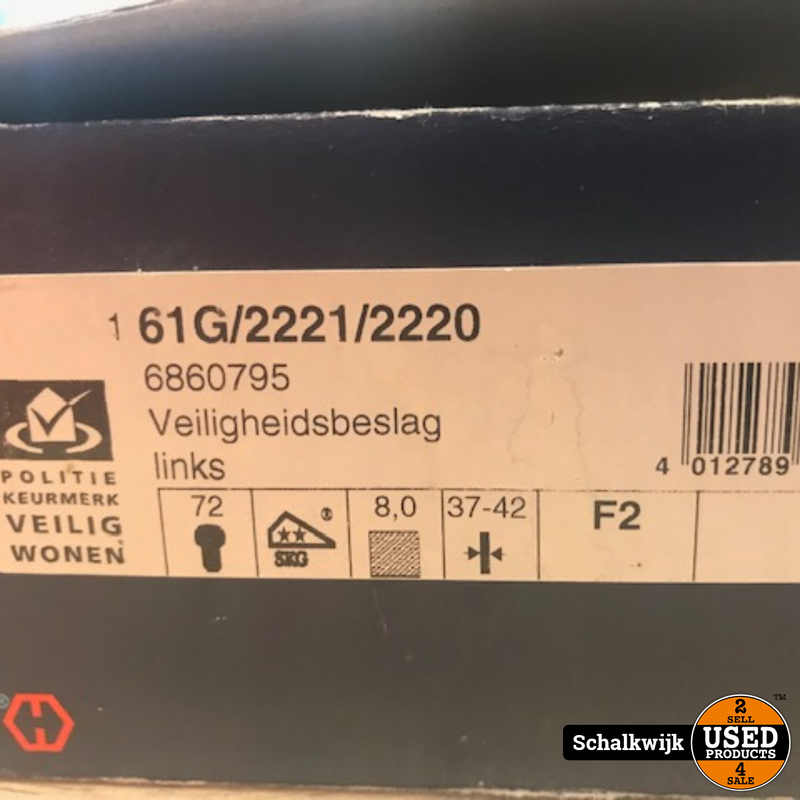 1 61G/2221/2220
6860795
Veiligheidsbeslag
links
4 012789
POLITIE
KEURMERK
VEILIG
WONEN
72
®
SKG
8,0
37-42
F2
H
Schalkwijk
2
SELL
USED
PRODUCTS
4
SALE
™